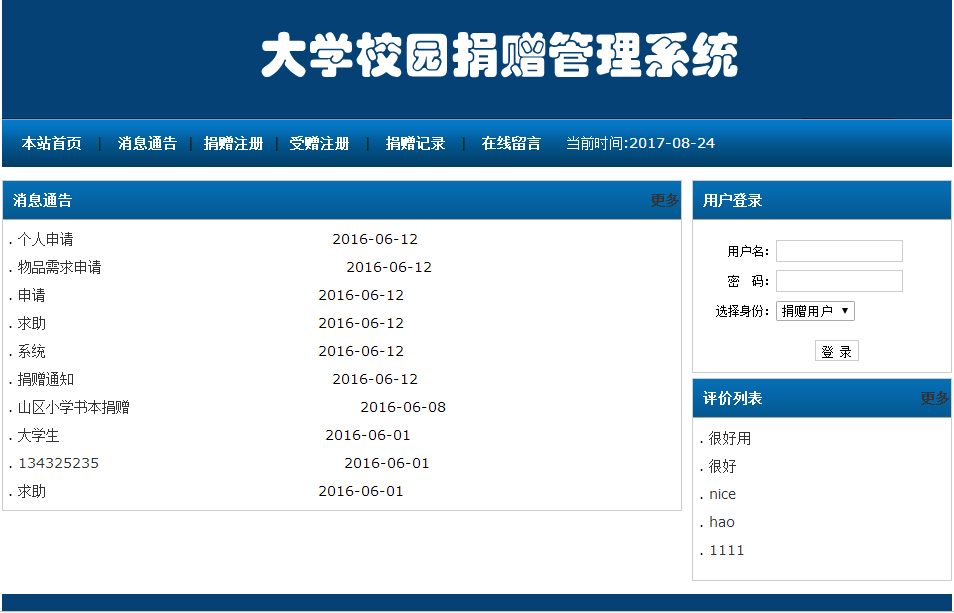 大学校园捐赠管理系统
本站首页 | 消息通告 | 捐赠注册 | 受赠注册 | 捐赠记录 | 在线留言 当前时间:2017-08-24
消息通告 更多
. 个人申请 2016-06-12
. 物品需求申请 2016-06-12
. 申请 2016-06-12
. 求助 2016-06-12
. 系统 2016-06-12
. 捐赠通知 2016-06-12
. 山区小学书本捐赠 2016-06-08
. 大学生 2016-06-01
. 134325235 2016-06-01
. 求助 2016-06-01
用户登录
用户名：
密 码：
选择身份： 捐赠用户 ▼
登 录
评价列表 更多
. 很好用
. 很好
. nice
. hao
. 1111